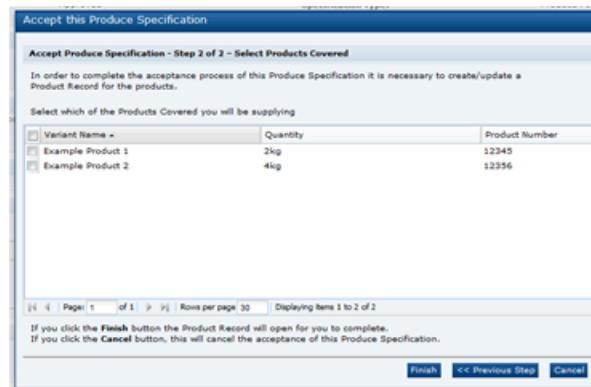 Accept this Produce Specification
Accept Produce Specification - Step 2 of 2 - Select Products Covered
In order to complete the acceptance process of this Produce Specification it is necessary to create/update a
Product Record for the products.
Select which of the Products Covered you will be supplying
Variant Name Quantity Product Number
Example Product 1 2kg 12345
Example Product 2 4kg 12356
Page: 1 of 1 Rows per page 30 Displaying items 1 to 2 of 2
If you click the Finish button the Product Record will open for you to complete.
If you click the Cancel button, this will cancel the acceptance of this Produce Specification.
Finish << Previous Step Cancel